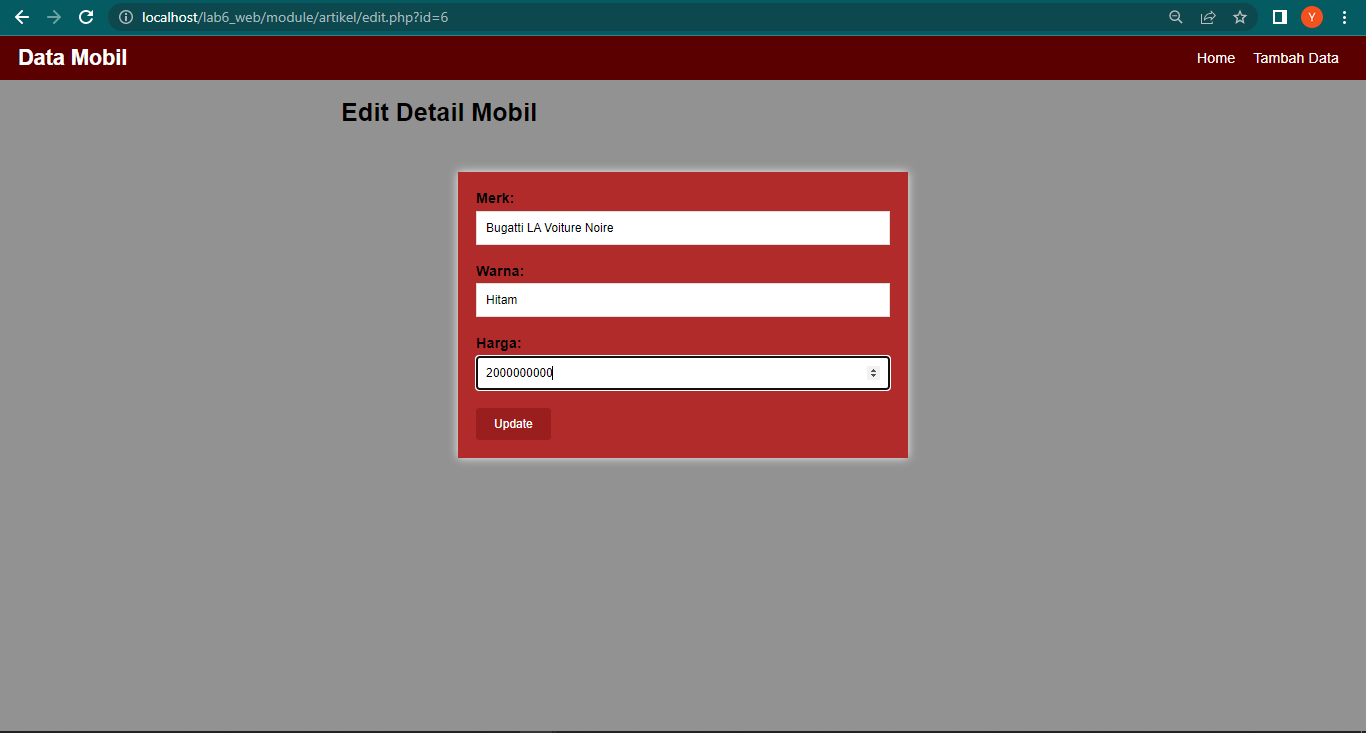 localhost/lab6_web/module/artikel/edit.php?id=6
Y
Data Mobil
Home Tambah Data
Edit Detail Mobil
Merk:
Bugatti LA Voiture Noire
Warna:
Hitam
Harga:
2000000000
Update